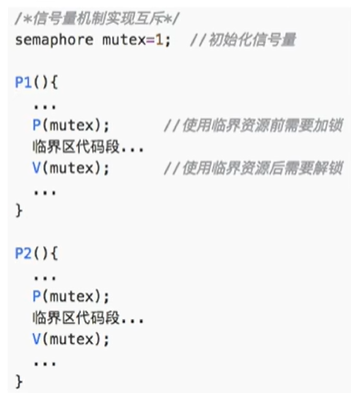 /*信号量机制实现互斥*/
semaphore mutex=1;  //初始化信号量
P1(){
...
P(mutex);  //使用临界资源前需要加锁
临界区代码段...
V(mutex);  //使用临界资源后需要解锁
...
}
P2(){
...
P(mutex);
临界区代码段...
V(mutex);
...
}